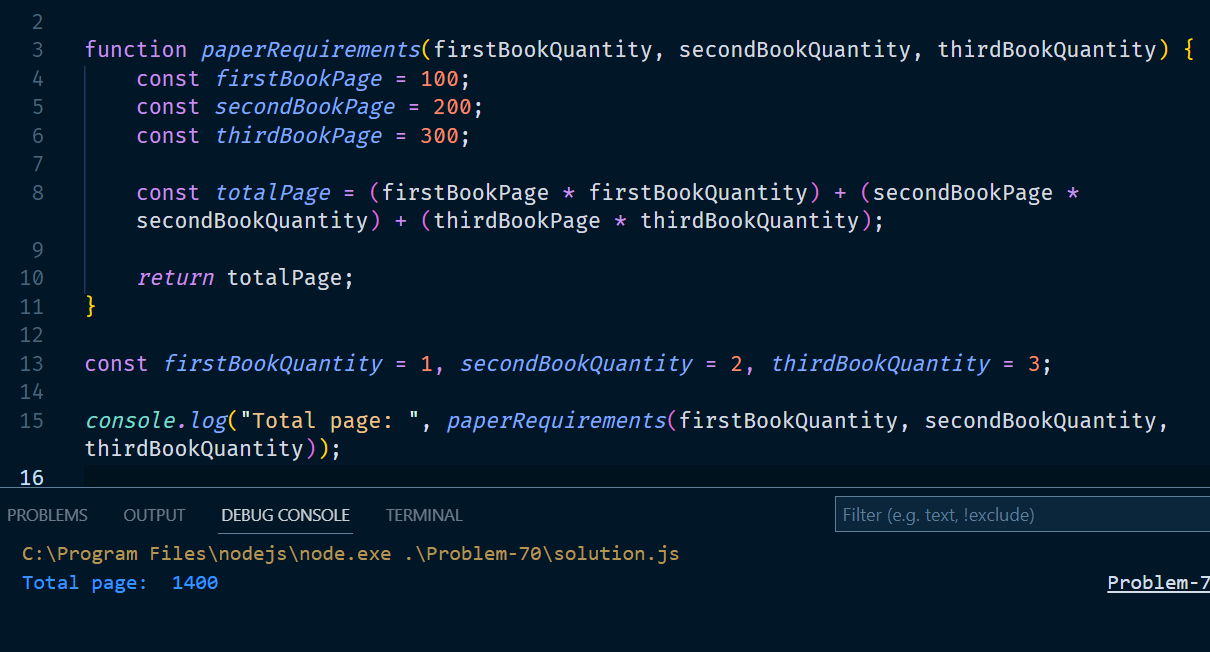 2
3 function paperRequirements(firstBookQuantity, secondBookQuantity, thirdBookQuantity) {
4 const firstBookPage = 100;
5 const secondBookPage = 200;
6 const thirdBookPage = 300;
7
8 const totalPage = (firstBookPage * firstBookQuantity) + (secondBookPage *
secondBookQuantity) + (thirdBookPage * thirdBookQuantity);
9
10 return totalPage;
11 }
12
13 const firstBookQuantity = 1, secondBookQuantity = 2, thirdBookQuantity = 3;
14
15 console.log("Total page: ", paperRequirements(firstBookQuantity, secondBookQuantity,
thirdBookQuantity));
16
PROBLEMS OUTPUT DEBUG CONSOLE TERMINAL Filter (e.g. text, !exclude)
C:\Program Files\nodejs\node.exe .\Problem-70\solution.js
Total page:  1400 Problem-7